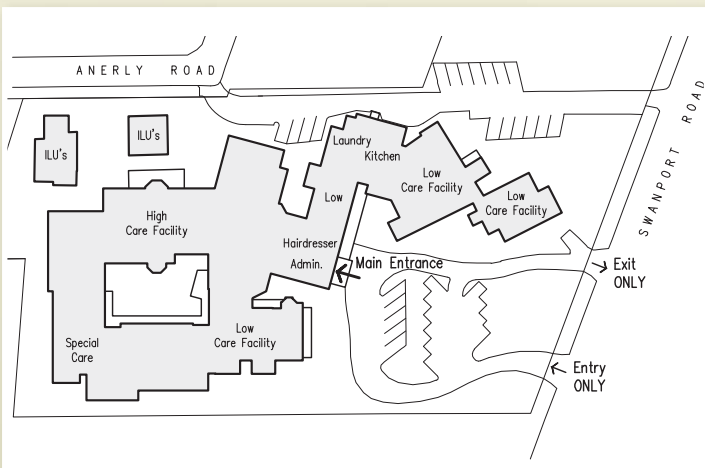 ANERLY ROAD
SWANPORT ROAD
ILU's
ILU's
Laundry
Kitchen
Low
Care Facility
Low
Care Facility
Low
High
Care Facility
Hairdresser
Admin.
Main Entrance
Exit
ONLY
Special
Care
Low
Care Facility
Entry
ONLY